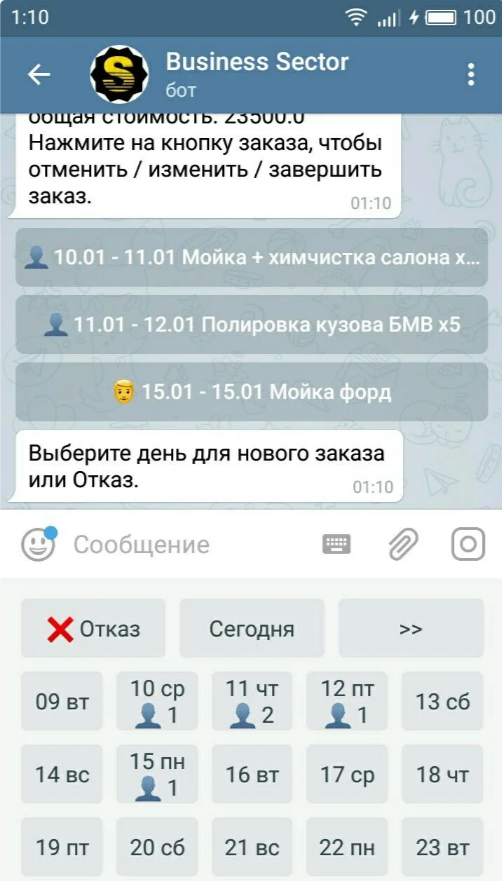 1:10
100
Business Sector
бот
общая стоимость: 23500.0
Нажмите на кнопку заказа, чтобы
отменить / изменить / завершить
заказ.
01:10
10.01 - 11.01 Мойка + химчистка салона х...
11.01 - 12.01 Полировка кузова БМВ х5
15.01 - 15.01 Мойка форд
Выберите день для нового заказа
или Отказ.
01:10
Сообщение
Отказ Сегодня >>
09 вт 10 ср 1 11 чт 2 12 пт 1 13 сб
14 вс 15 пн 1 16 вт 17 ср 18 чт
19 пт 20 сб 21 вс 22 пн 23 вт